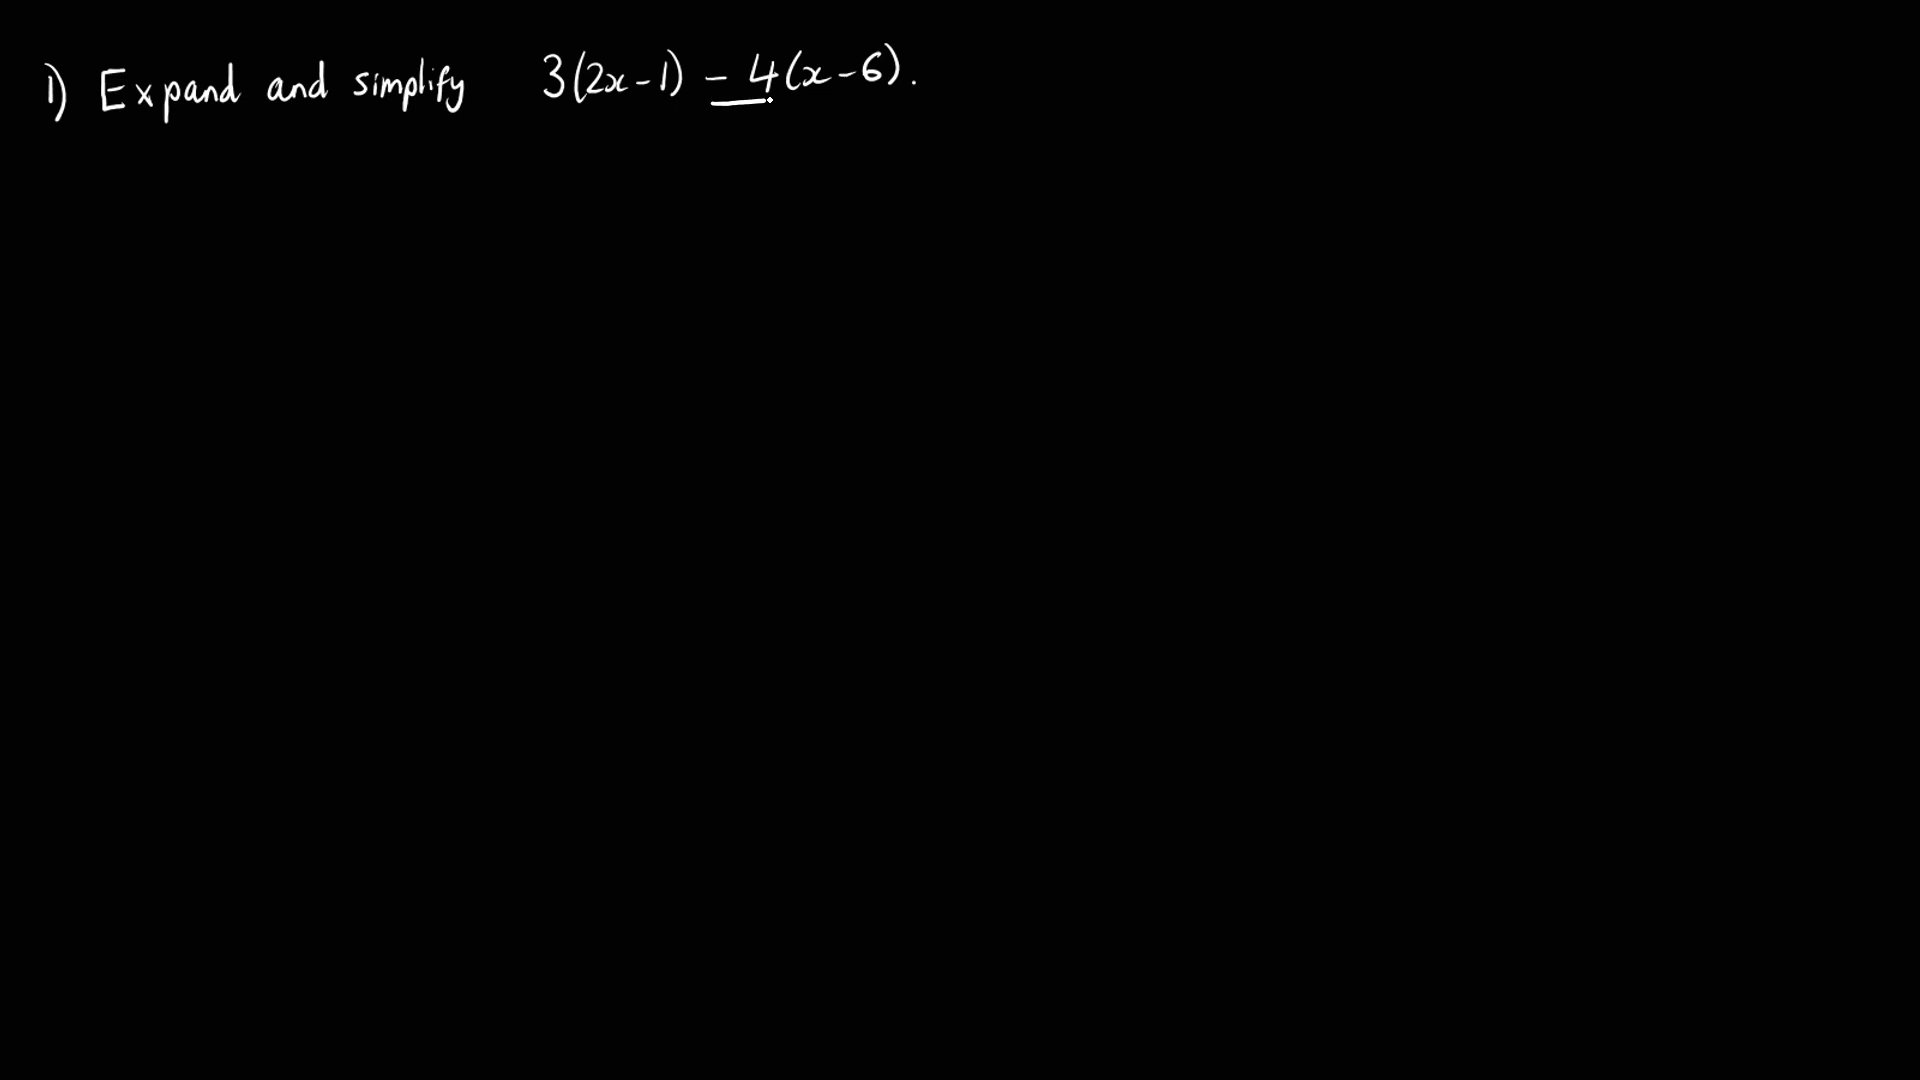 1) Expand and simplify 3(2x-1) - 4(x-6).